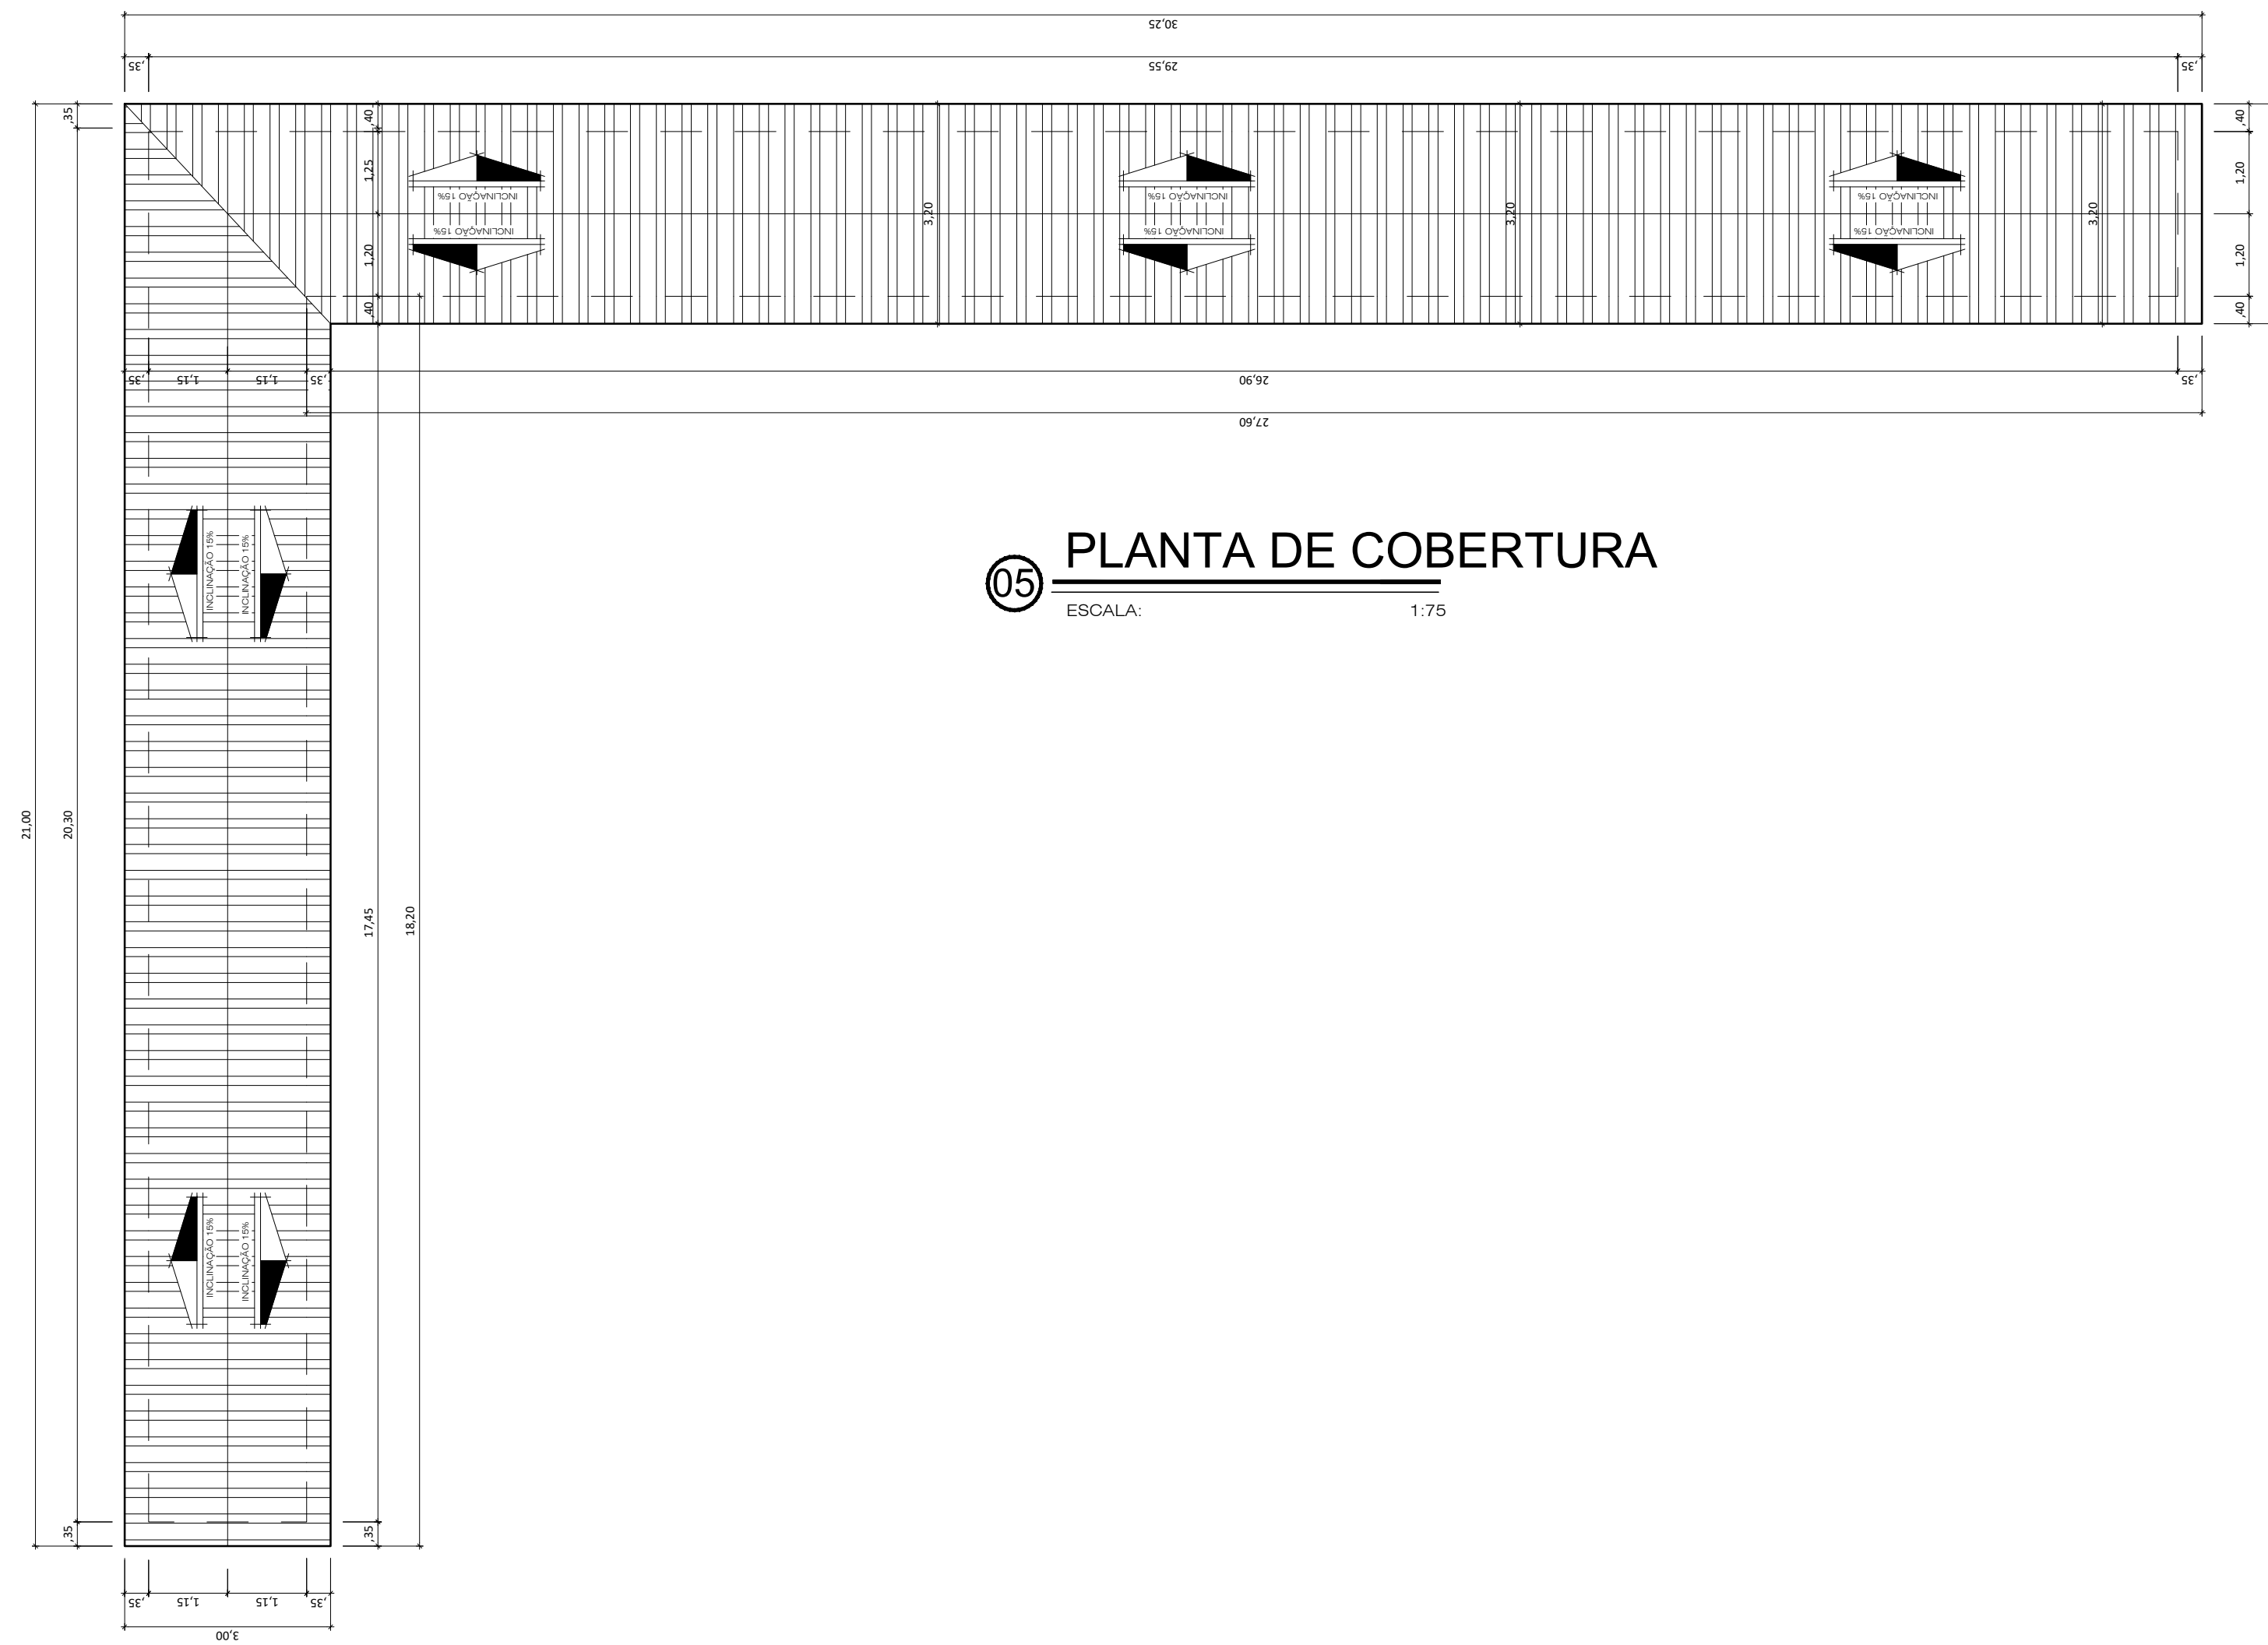 30,25
,35
29,55
,35
,35
,40
1,25
1,20
,40
INCLINAÇÃO 15%
INCLINAÇÃO 15%
3,20
INCLINAÇÃO 15%
INCLINAÇÃO 15%
3,20
INCLINAÇÃO 15%
INCLINAÇÃO 15%
3,20
,40
1,20
1,20
,40
,35
1,15
1,15
,35
26,90
,35
27,60
INCLINAÇÃO 15%
INCLINAÇÃO 15%
05
PLANTA DE COBERTURA
ESCALA: 1:75
21,00
20,30
17,45
18,20
INCLINAÇÃO 15%
INCLINAÇÃO 15%
,35
,35
,35
1,15
1,15
,35
3,00